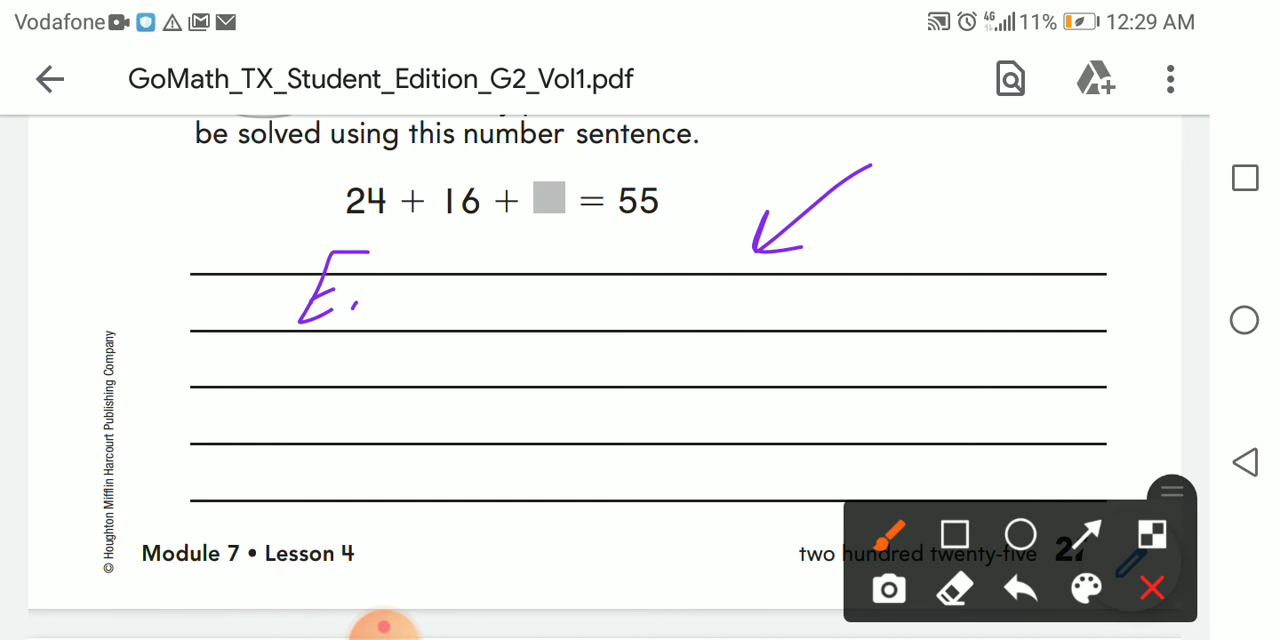 Vodafone 4G 11% 12:29 AM
GoMath_TX_Student_Edition_G2_Vol1.pdf
be solved using this number sentence.
24 + 16 + = 55
© Houghton Mifflin Harcourt Publishing Company
Module 7 • Lesson 4
two hundred twenty-five